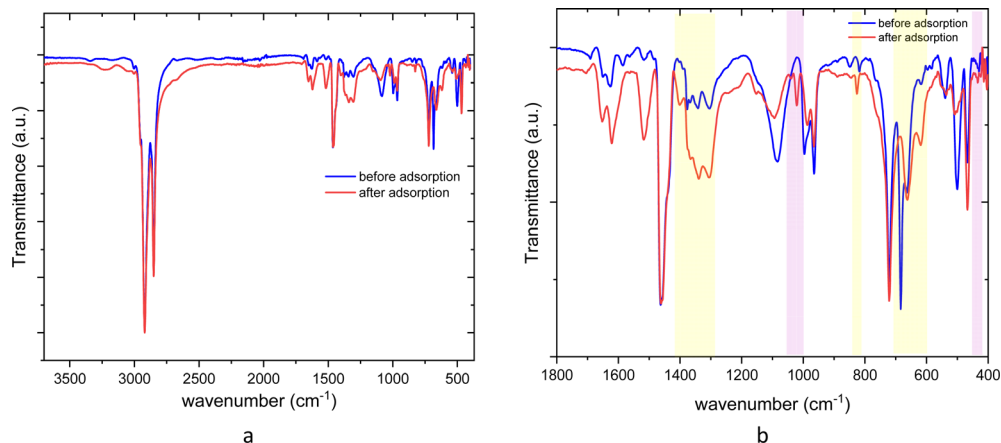 before adsorption
after adsorption
Transmittance (a.u.)
3500 3000 2500 2000 1500 1000 500
wavenumber (cm-1)
a
before adsorption
after adsorption
Transmittance (a.u.)
1800 1600 1400 1200 1000 800 600 400
wavenumber (cm-1)
b